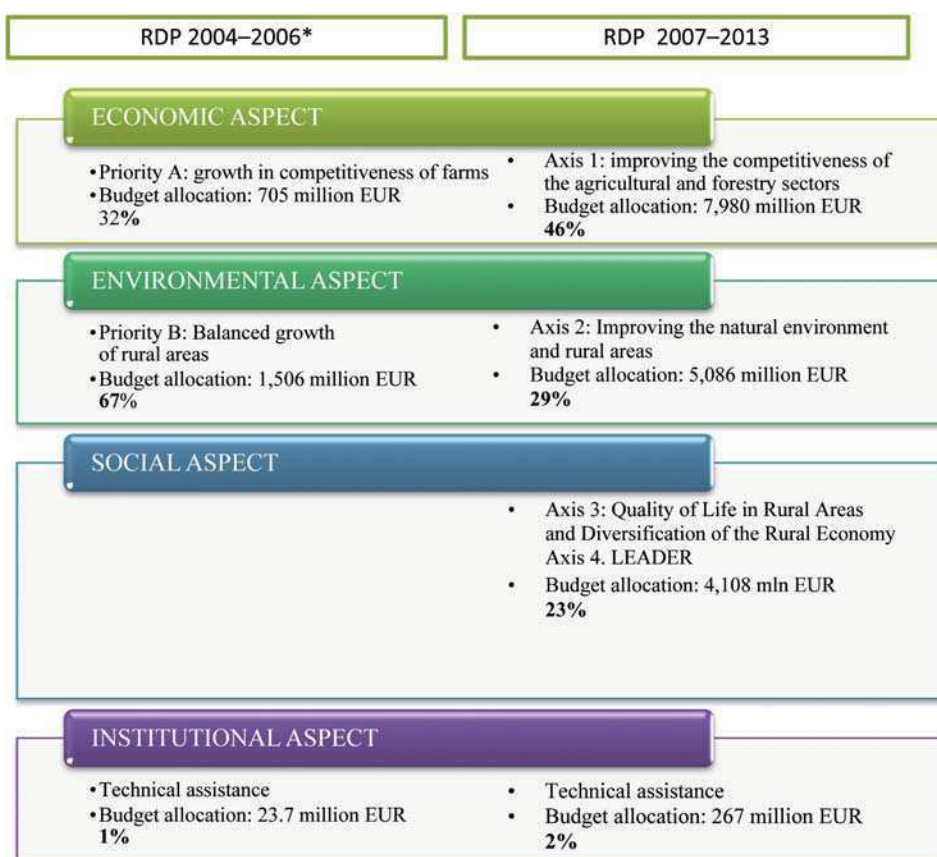 RDP 2004–2006*
RDP 2007–2013
ECONOMIC ASPECT
•Priority A: growth in competitiveness of farms
•Budget allocation: 705 million EUR
32%
• Axis 1: improving the competitiveness of
the agricultural and forestry sectors
• Budget allocation: 7,980 million EUR
46%
ENVIRONMENTAL ASPECT
•Priority B: Balanced growth
of rural areas
•Budget allocation: 1,506 million EUR
67%
• Axis 2: Improving the natural environment
and rural areas
• Budget allocation: 5,086 million EUR
29%
SOCIAL ASPECT
• Axis 3: Quality of Life in Rural Areas
and Diversification of the Rural Economy
Axis 4. LEADER
• Budget allocation: 4,108 mln EUR
23%
INSTITUTIONAL ASPECT
•Technical assistance
•Budget allocation: 23.7 million EUR
1%
• Technical assistance
• Budget allocation: 267 million EUR
2%